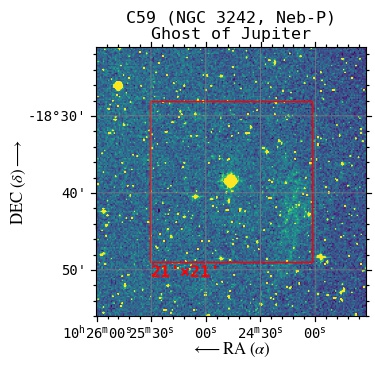 C59 (NGC 3242, Neb-P)
Ghost of Jupiter
-18°30'
40'
50'
DEC (δ) ⟶
21'×21'
10ʰ26ᵐ00ˢ 25ᵐ30ˢ 00ˢ 24ᵐ30ˢ 00ˢ
⟵ RA (α)